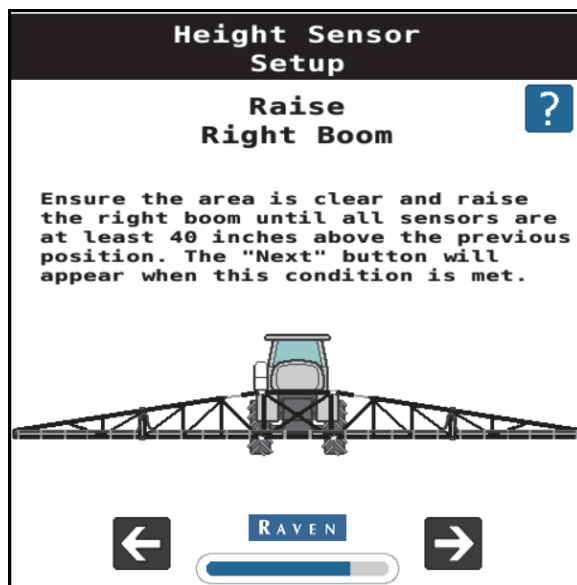 Height Sensor
Setup
Raise
Right Boom
?
Ensure the area is clear and raise
the right boom until all sensors are
at least 40 inches above the previous
position. The "Next" button will
appear when this condition is met.
RAVEN